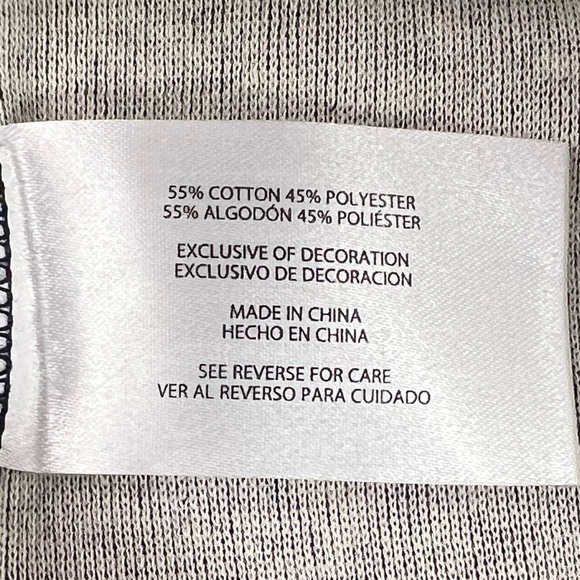 55% COTTON 45% POLYESTER
55% ALGODÓN 45% POLIÉSTER
EXCLUSIVE OF DECORATION
EXCLUSIVO DE DECORACION
MADE IN CHINA
HECHO EN CHINA
SEE REVERSE FOR CARE
VER AL REVERSO PARA CUIDADO